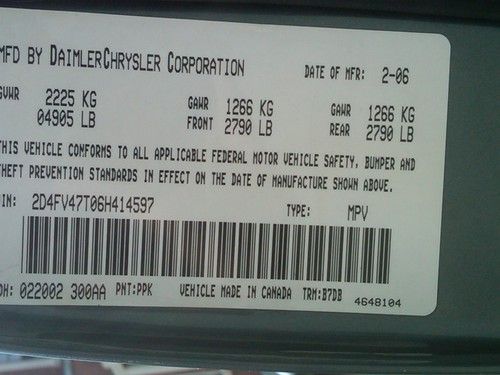 MFD BY DAIMLERCHRYSLER CORPORATION DATE OF MFR: 2-06
GVWR 2225 KG GAWR 1266 KG GAWR 1266 KG
04905 LB FRONT 2790 LB REAR 2790 LB
THIS VEHICLE CONFORMS TO ALL APPLICABLE FEDERAL MOTOR VEHICLE SAFETY, BUMPER AND
THEFT PREVENTION STANDARDS IN EFFECT ON THE DATE OF MANUFACTURE SHOWN ABOVE.
VIN: 2D4FV47T06H414597 TYPE: MPV
MDH: 022002 300AA PNT:PPK VEHICLE MADE IN CANADA TRM:B7DB 4648104